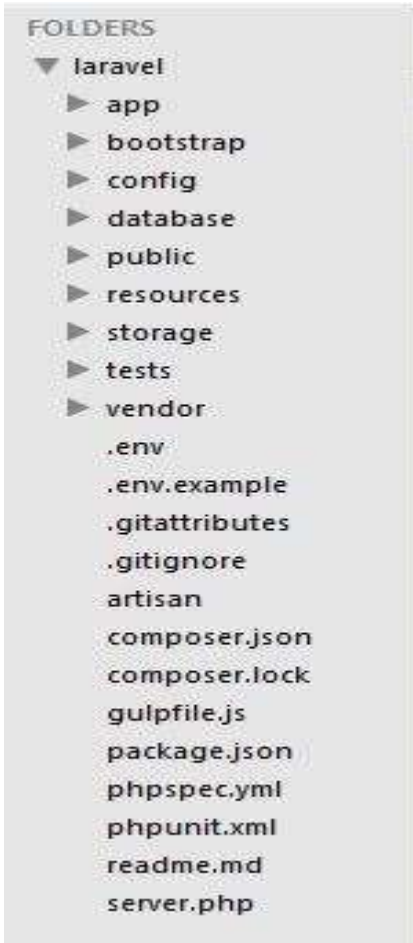 FOLDERS
laravel
app
bootstrap
config
database
public
resources
storage
tests
vendor
.env
.env.example
.gitattributes
.gitignore
artisan
composer.json
composer.lock
gulpfile.js
package.json
phpspec.yml
phpunit.xml
readme.md
server.php